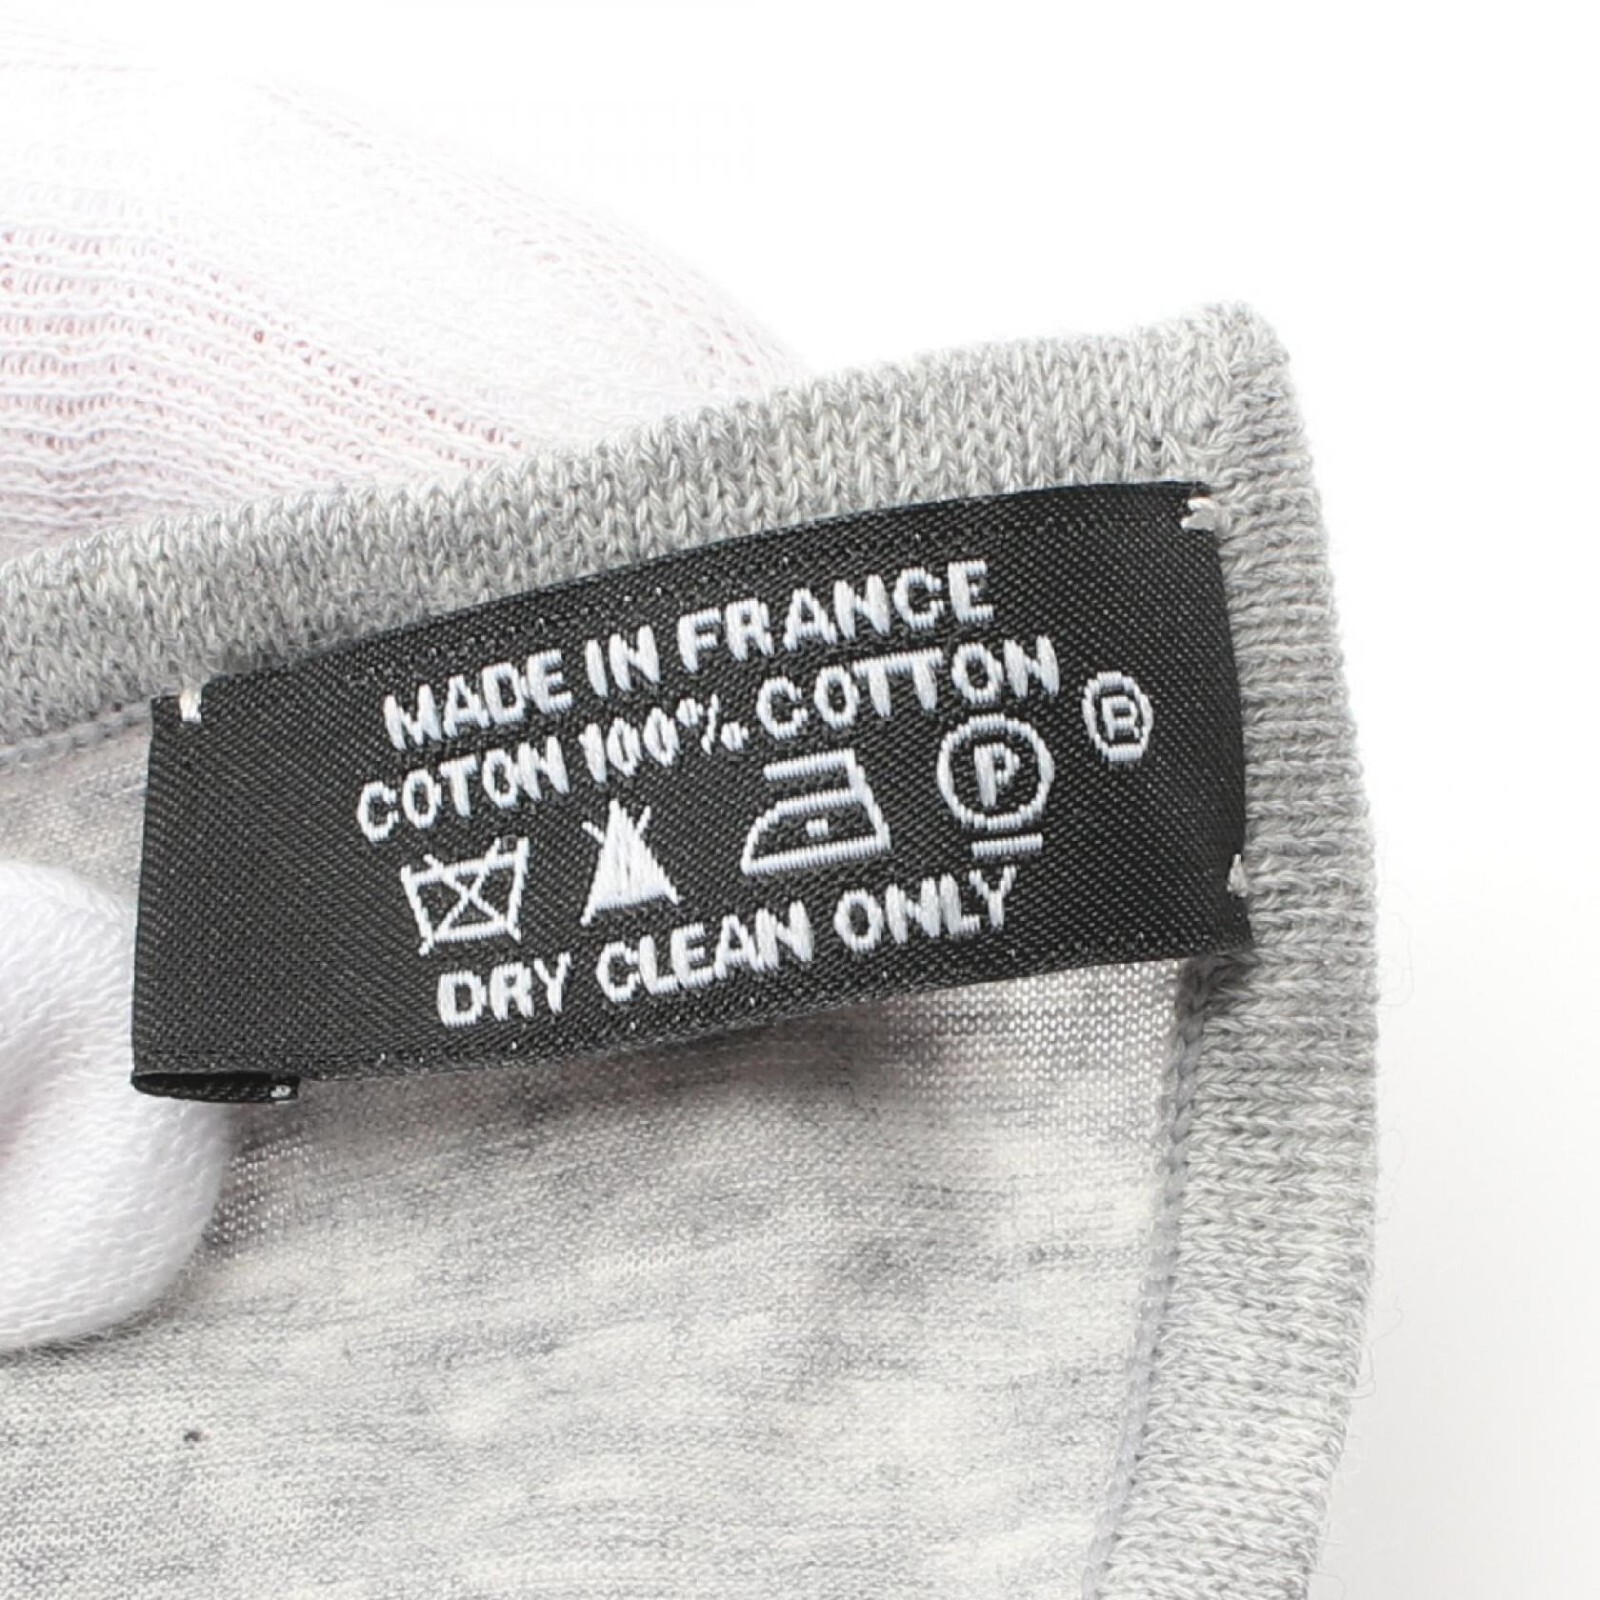 MADE IN FRANCE
COTON 100% COTTON
P ®
DRY CLEAN ONLY